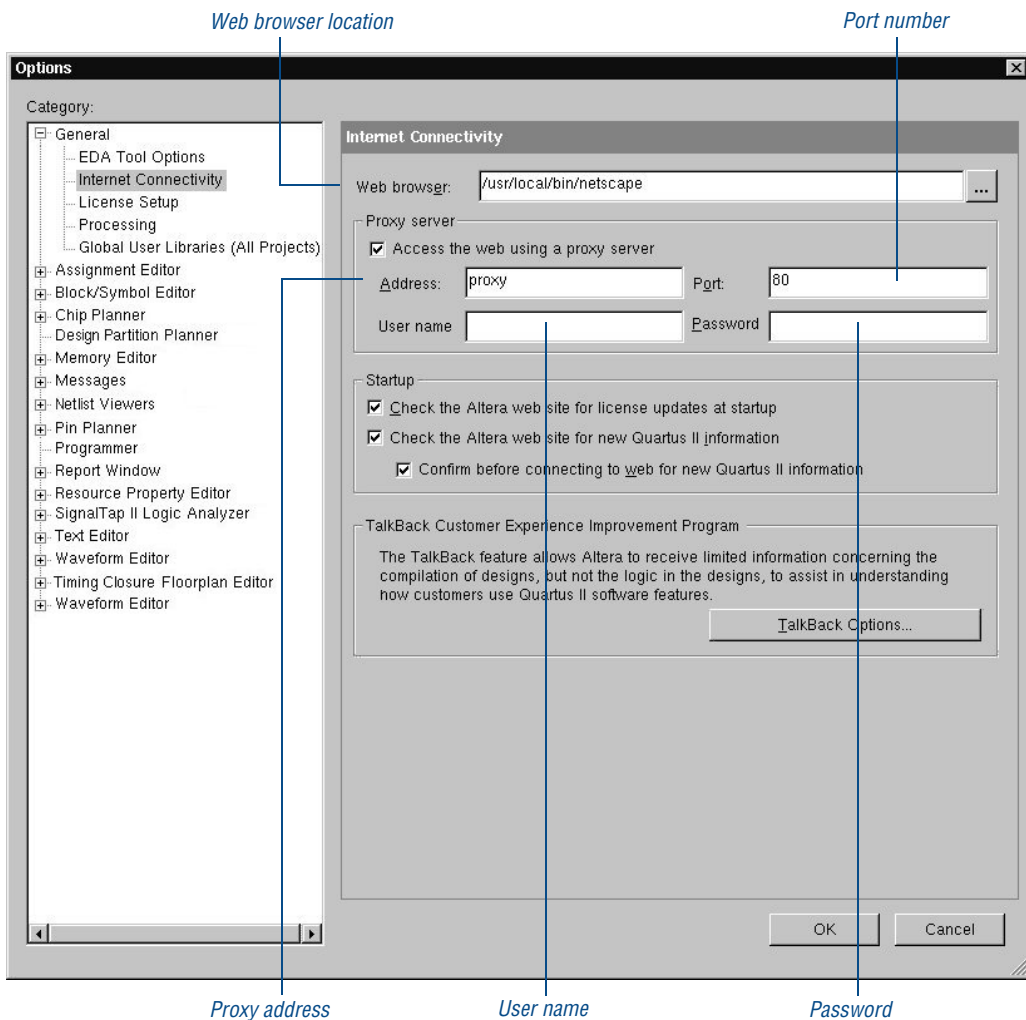 Web browser location
Port number
Options
Category:
General
EDA Tool Options
Internet Connectivity
License Setup
Processing
Global User Libraries (All Projects)
Assignment Editor
Block/Symbol Editor
Chip Planner
Design Partition Planner
Memory Editor
Messages
Netlist Viewers
Pin Planner
Programmer
Report Window
Resource Property Editor
SignalTap II Logic Analyzer
Text Editor
Waveform Editor
Timing Closure Floorplan Editor
Waveform Editor
Internet Connectivity
Web browser: /usr/local/bin/netscape ...
Proxy server
Access the web using a proxy server
Address: proxy Port: 80
User name Password
Startup
Check the Altera web site for license updates at startup
Check the Altera web site for new Quartus II information
Confirm before connecting to web for new Quartus II information
TalkBack Customer Experience Improvement Program
The TalkBack feature allows Altera to receive limited information concerning the
compilation of designs, but not the logic in the designs, to assist in understanding
how customers use Quartus II software features.
TalkBack Options...
OK Cancel
Proxy address
User name
Password